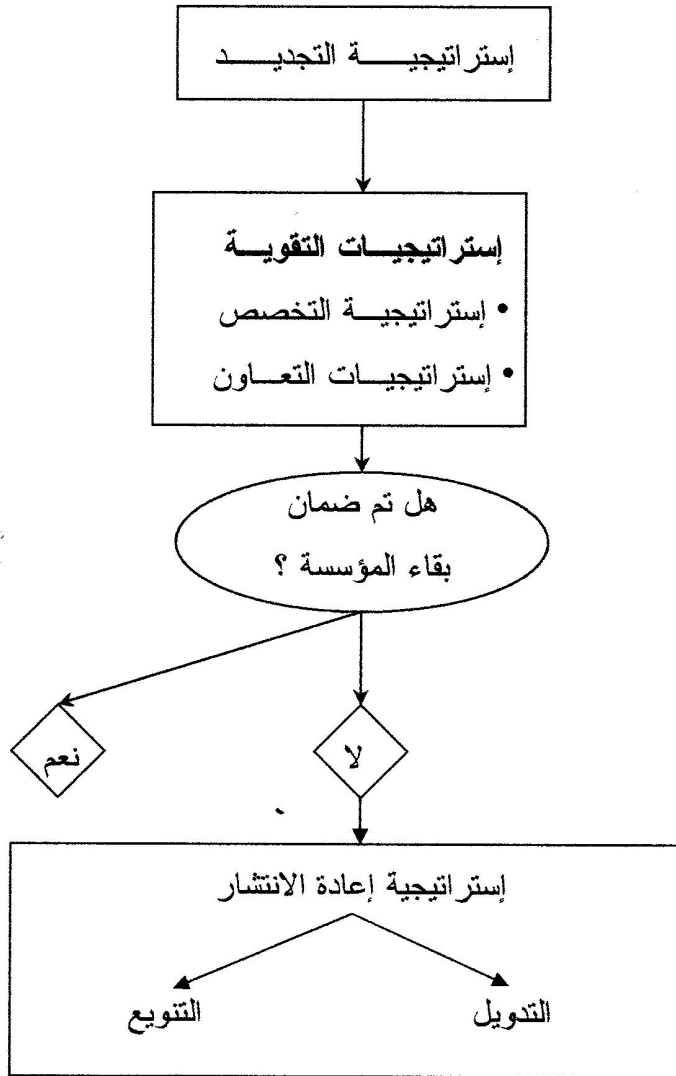 إستراتيجية التجديد
إستراتيجيات التقوية
• إستراتيجية التخصص
• إستراتيجيات التعاون
هل تم ضمان
بقاء المؤسسة ؟
لا
نعم
إستراتيجية إعادة الانتشار
التدويل
التنويع